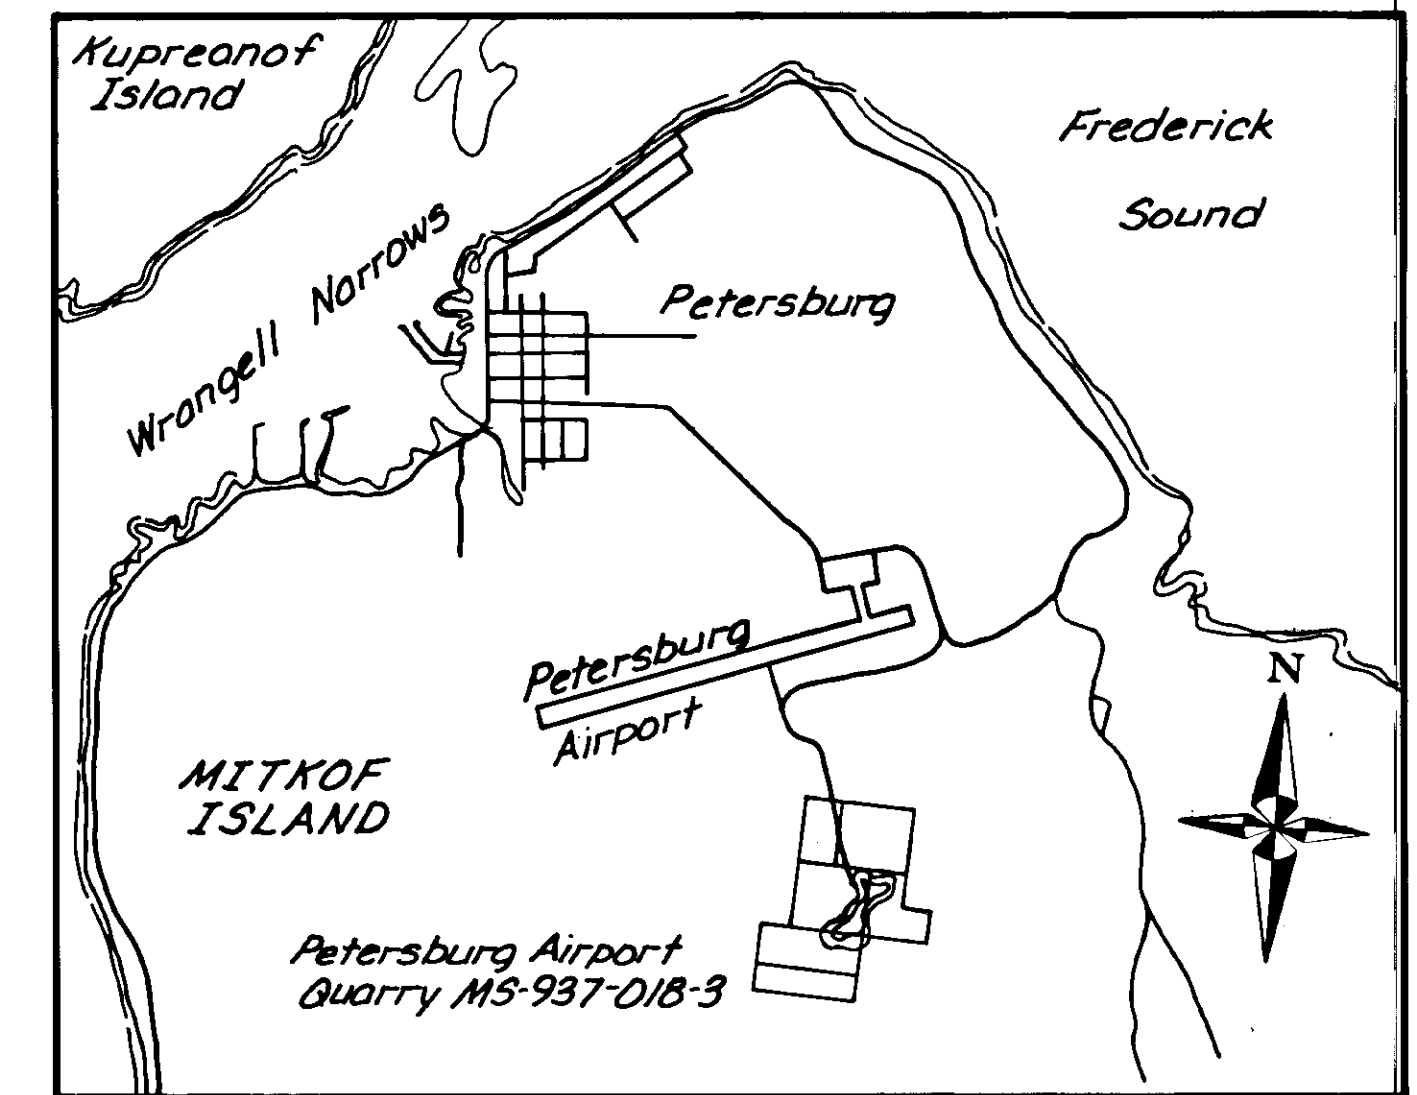 Kupreanof
Island
Frederick
Sound
Wrangell Narrows
Petersburg
Petersburg
Airport
N
MITKOF
ISLAND
Petersburg Airport
Quarry MS-937-018-3